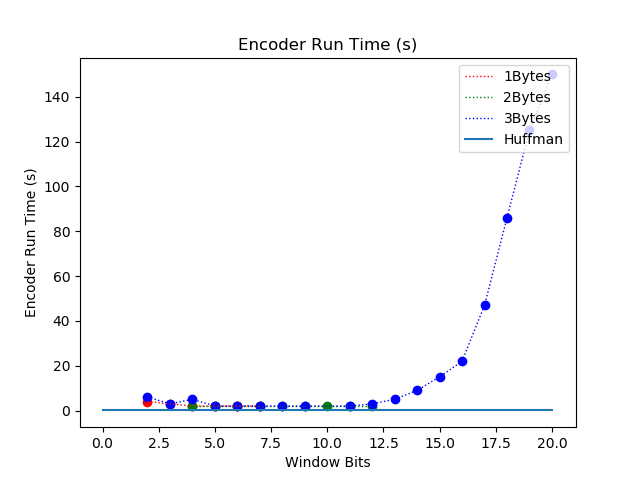 Encoder Run Time (s)
1Bytes
2Bytes
3Bytes
Huffman
Encoder Run Time (s)
140
120
100
80
60
40
20
0
0.0 2.5 5.0 7.5 10.0 12.5 15.0 17.5 20.0
Window Bits